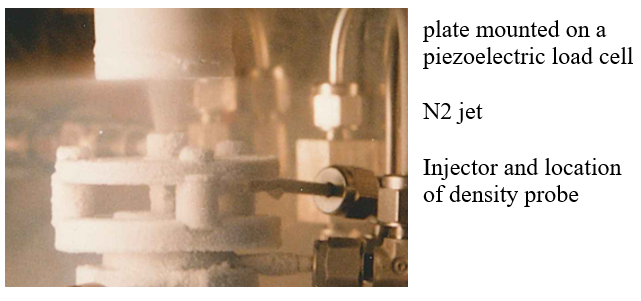 plate mounted on a
piezoelectric load cell
N2 jet
Injector and location
of density probe